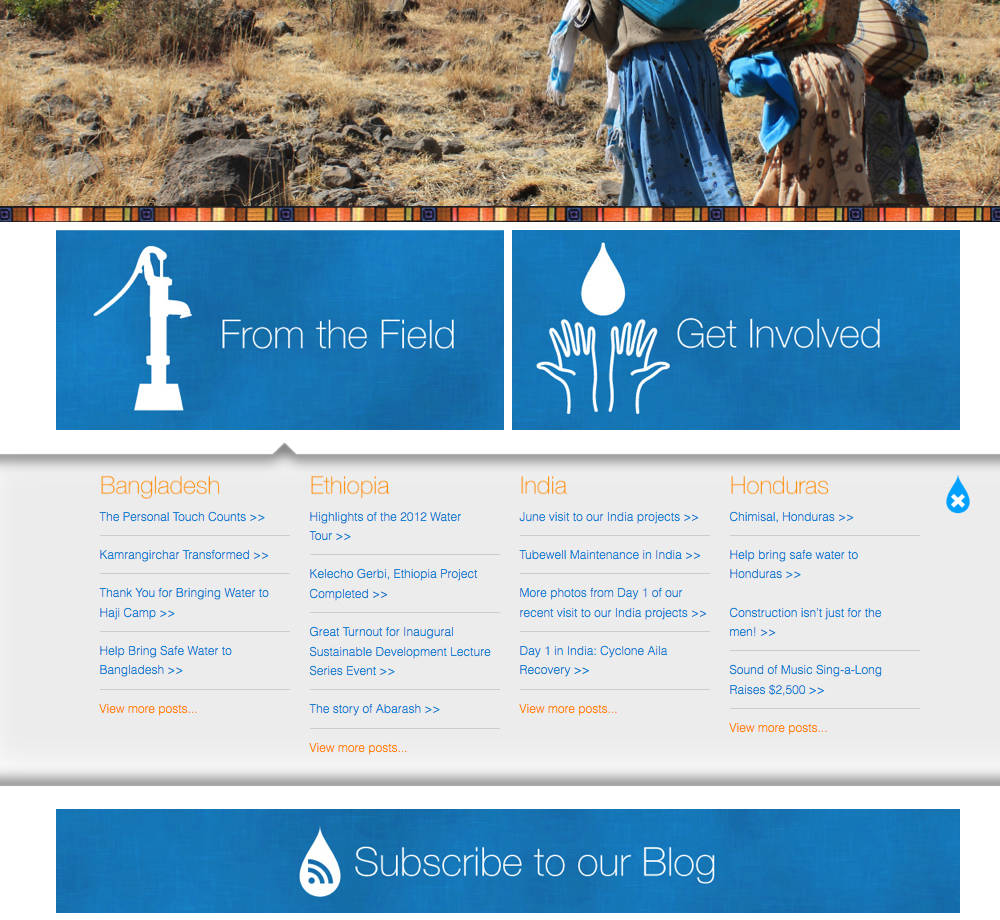 From the Field
Get Involved
Bangladesh
The Personal Touch Counts >>
Kamrangirchar Transformed >>
Thank You for Bringing Water to
Haji Camp >>
Help Bring Safe Water to
Bangladesh >>
View more posts...
Ethiopia
Highlights of the 2012 Water
Tour >>
Kelecho Gerbi, Ethiopia Project
Completed >>
Great Turnout for Inaugural
Sustainable Development Lecture
Series Event >>
The story of Abarash >>
View more posts...
India
June visit to our India projects >>
Tubewell Maintenance in India >>
More photos from Day 1 of our
recent visit to our India projects >>
Day 1 in India: Cyclone Aila
Recovery >>
View more posts...
Honduras
Chimisal, Honduras >>
Help bring safe water to
Honduras >>
Construction isn't just for the
men! >>
Sound of Music Sing-a-Long
Raises $2,500 >>
View more posts...
Subscribe to our Blog